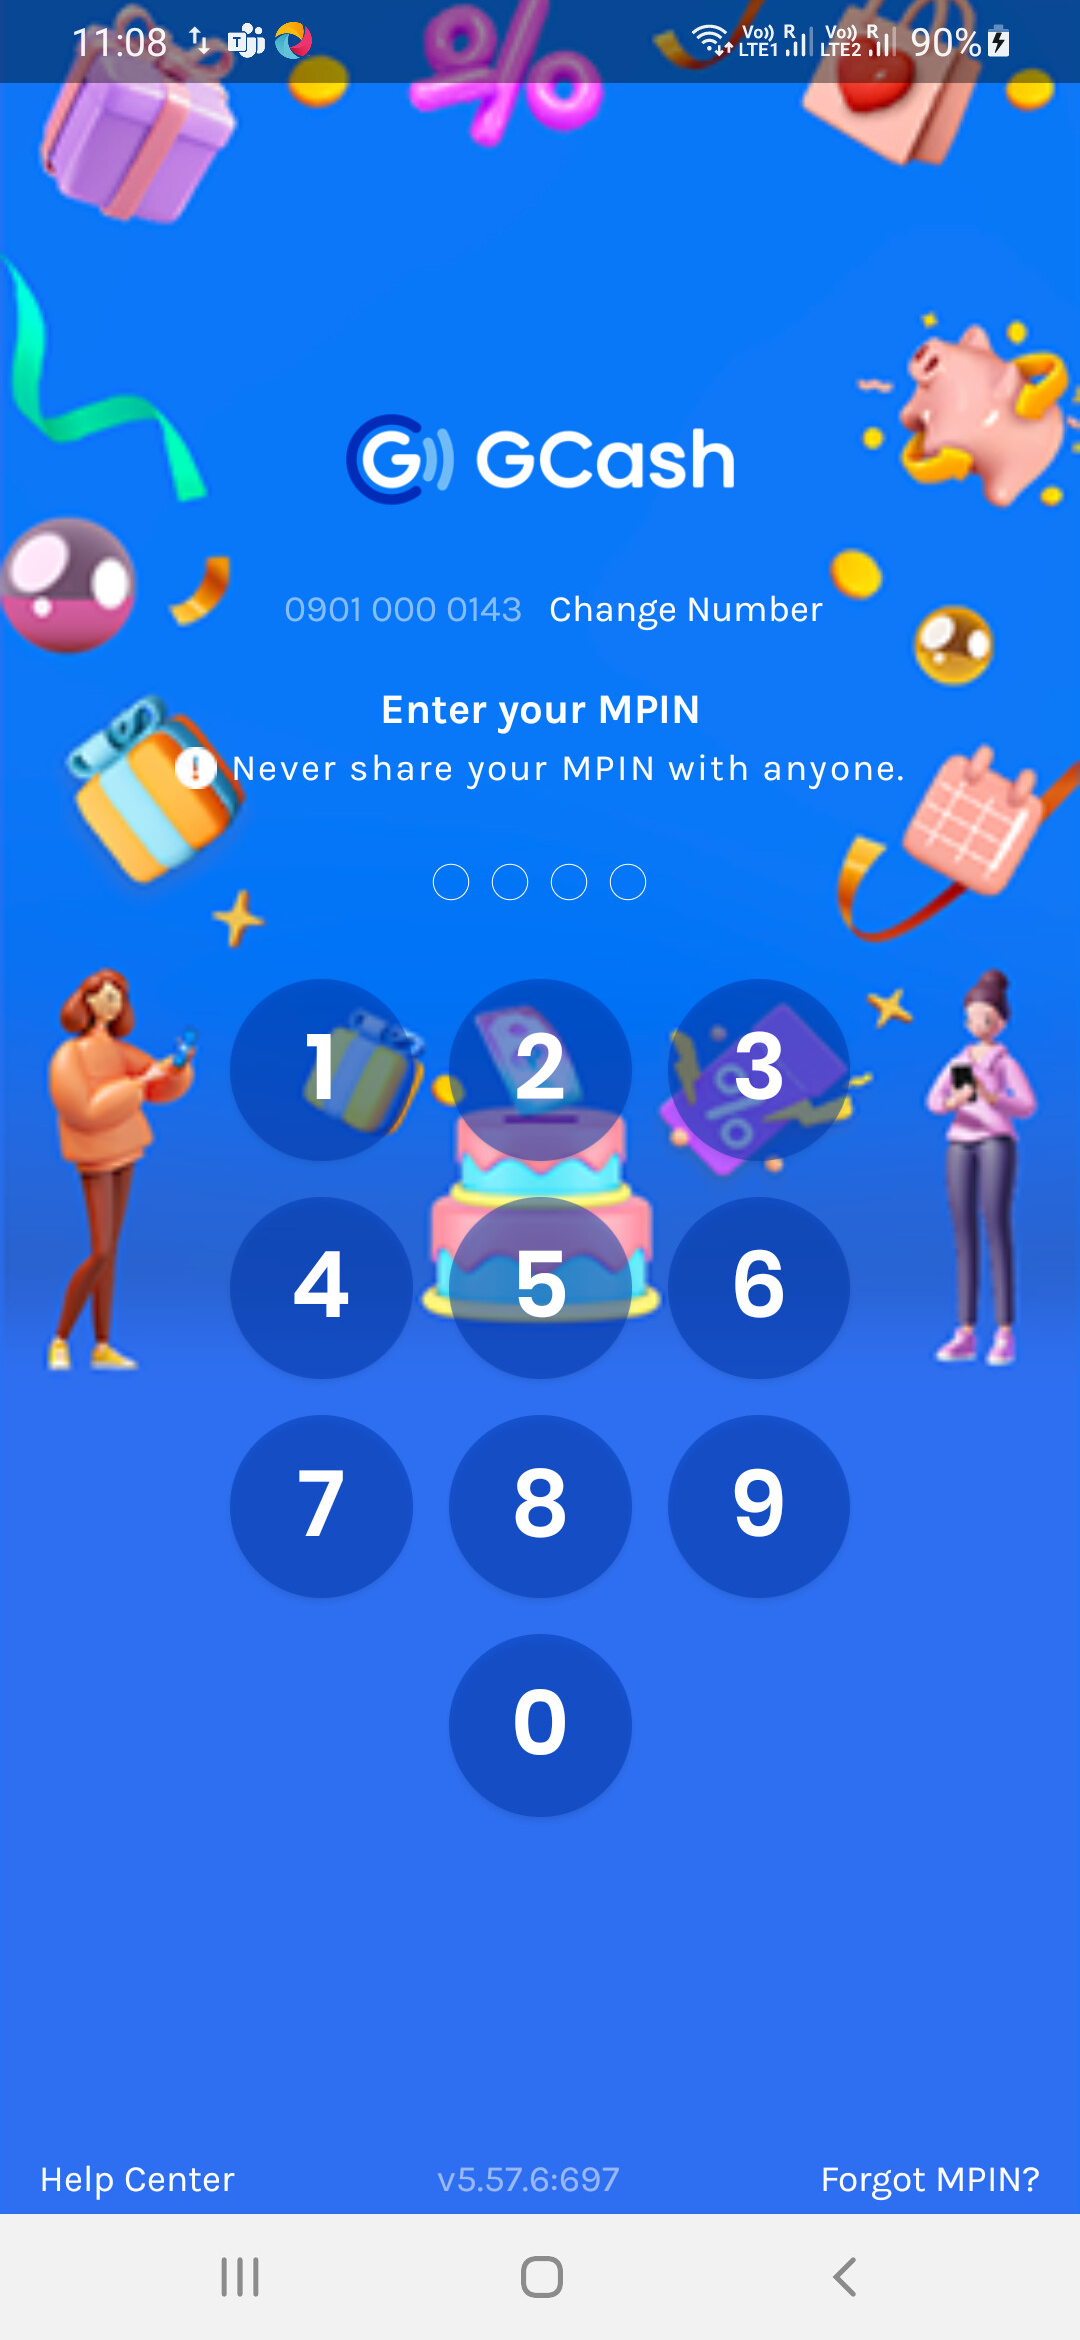 11:08 Vo)) R LTE1 Vo)) R LTE2 90%
G GCash
0901 000 0143 Change Number
Enter your MPIN
! Never share your MPIN with anyone.
1 2 3
4 5 6
7 8 9
0
Help Center v5.57.6:697 Forgot MPIN?